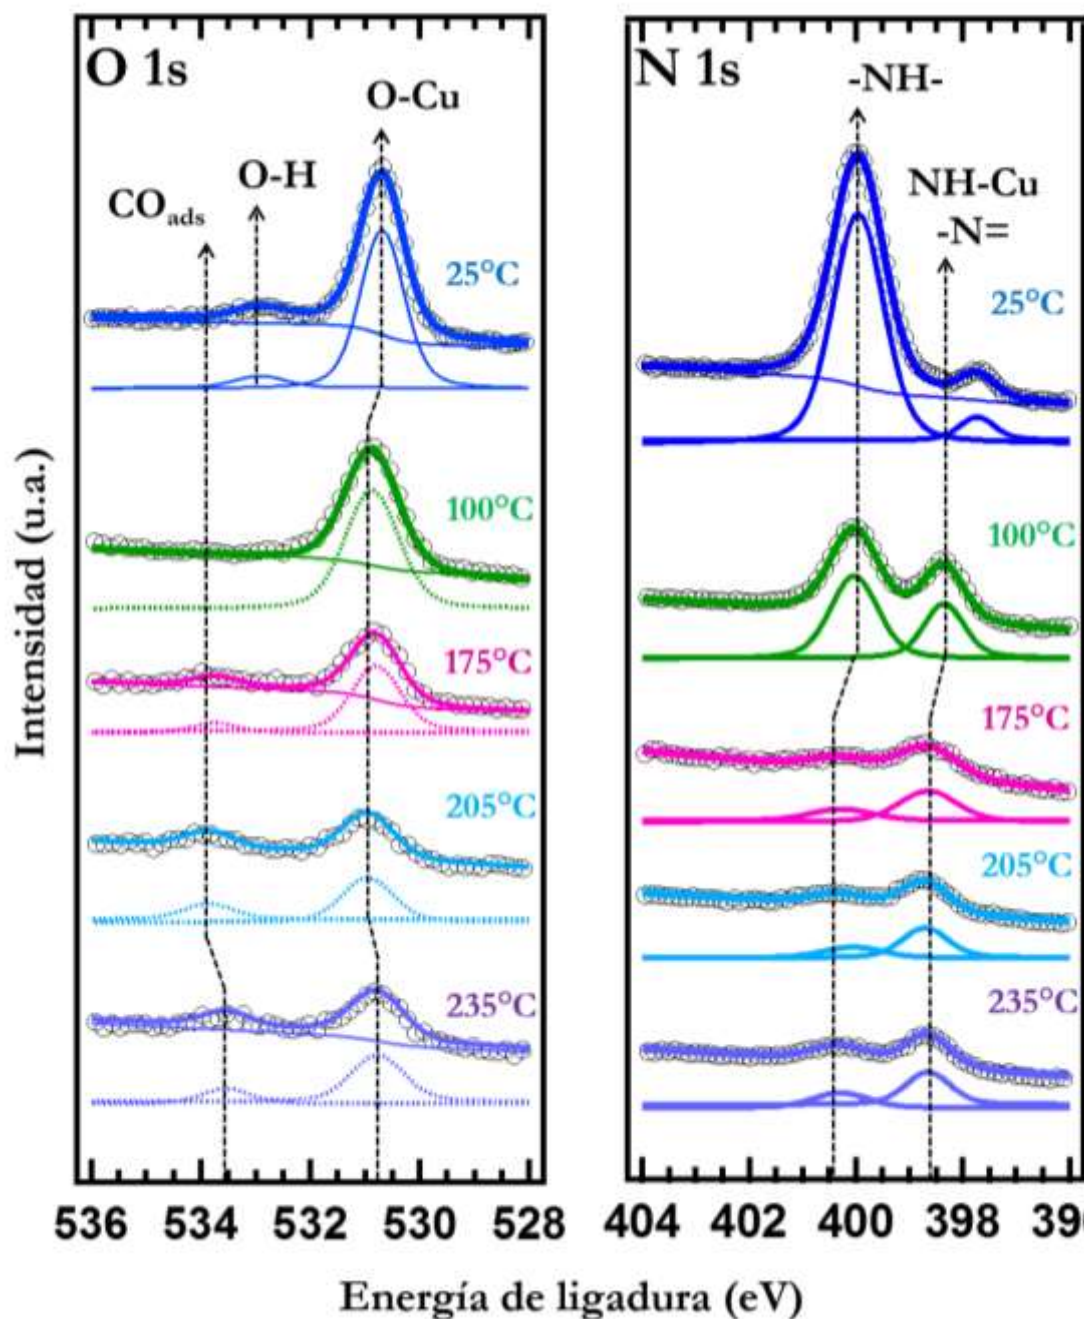 O 1s
O-Cu
O-H
CO_ads
25°C
100°C
175°C
205°C
235°C
536 534 532 530 528
N 1s
-NH-
NH-Cu
-N=
25°C
100°C
175°C
205°C
235°C
404 402 400 398
Intensidad (u.a.)
Energía de ligadura (eV)